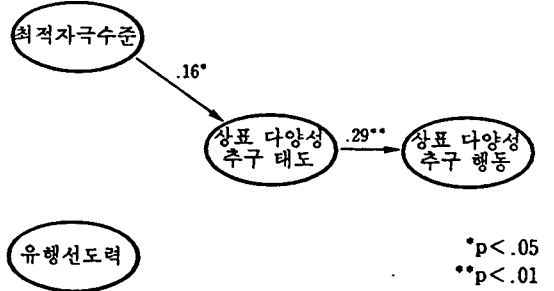 최적자극수준
.16*
상표 다양성
추구 태도
.29**
상표 다양성
추구 행동
유행선도력
*p<.05
**p<.01